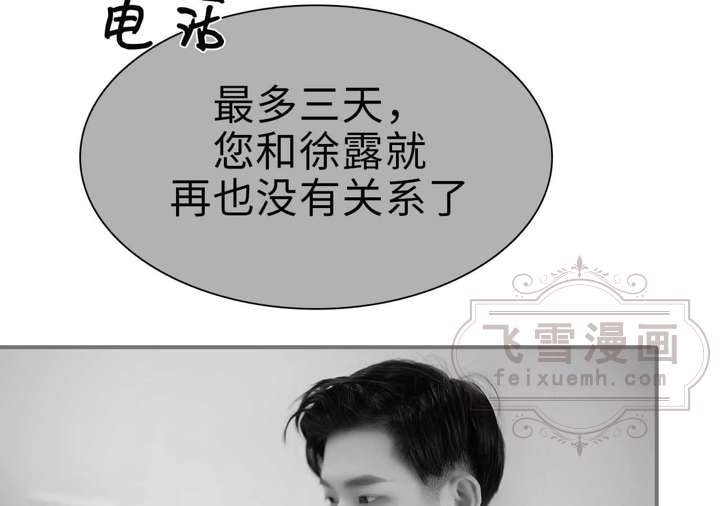 电话
最多三天，
您和徐露就
再也没有关系了
飞雪漫画
feixuemh.com